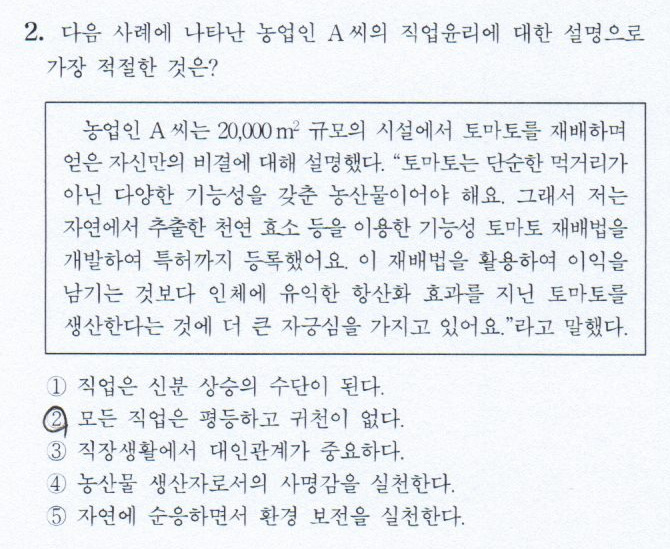 2. 다음 사례에 나타난 농업인 A 씨의 직업윤리에 대한 설명으로
가장 적절한 것은?
농업인 A 씨는 20,000 m² 규모의 시설에서 토마토를 재배하며
얻은 자신만의 비결에 대해 설명했다. “토마토는 단순한 먹거리가
아닌 다양한 기능성을 갖춘 농산물이어야 해요. 그래서 저는
자연에서 추출한 천연 효소 등을 이용한 기능성 토마토 재배법을
개발하여 특허까지 등록했어요. 이 재배법을 활용하여 이익을
남기는 것보다 인체에 유익한 항산화 효과를 지닌 토마토를
생산한다는 것에 더 큰 자긍심을 가지고 있어요.”라고 말했다.
① 직업은 신분 상승의 수단이 된다.
② 모든 직업은 평등하고 귀천이 없다.
③ 직장생활에서 대인관계가 중요하다.
④ 농산물 생산자로서의 사명감을 실천한다.
⑤ 자연에 순응하면서 환경 보전을 실천한다.